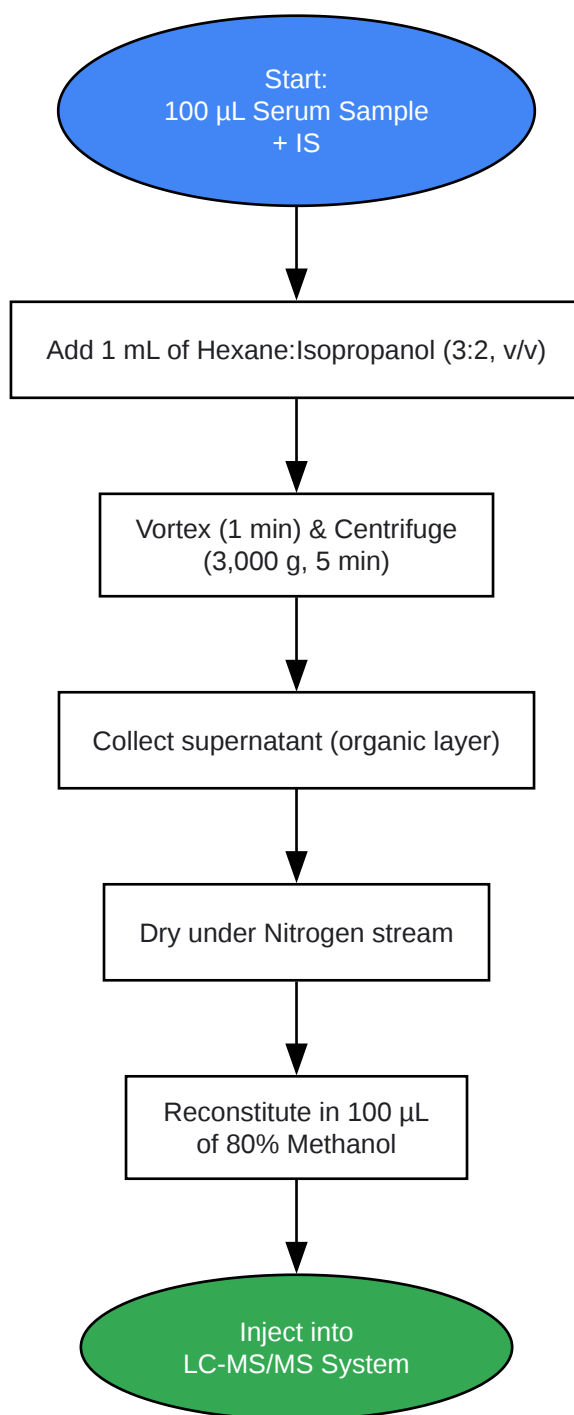 Start:
100 µL Serum Sample
+ IS
Add 1 mL of Hexane:Isopropanol (3:2, v/v)
Vortex (1 min) & Centrifuge
(3,000 g, 5 min)
Collect supernatant (organic layer)
Dry under Nitrogen stream
Reconstitute in 100 µL
of 80% Methanol
Inject into
LC-MS/MS System